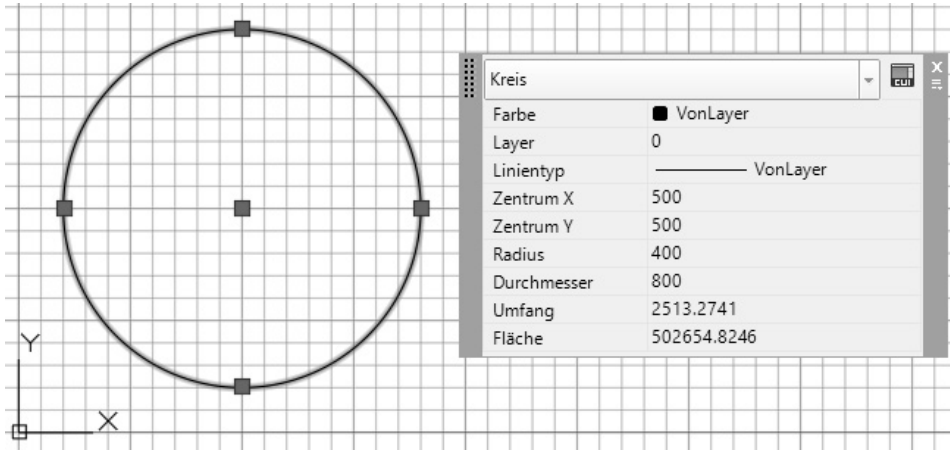 Kreis
CUI
X
Farbe VonLayer
Layer 0
Linientyp VonLayer
Zentrum X 500
Zentrum Y 500
Radius 400
Durchmesser 800
Umfang 2513.2741
Fläche 502654.8246
Y
X